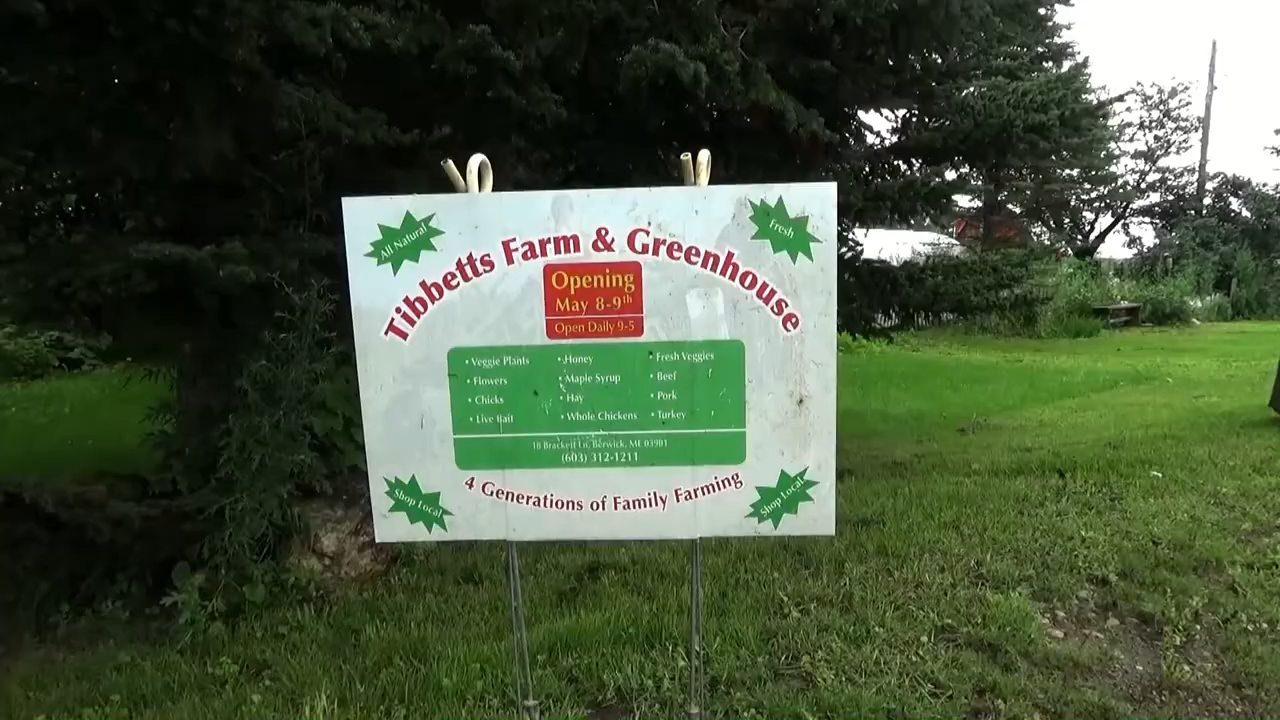 All Natural
Fresh
Tibbetts Farm & Greenhouse
Opening
May 8-9th
Open Daily 9-5
• Veggie Plants
• Flowers
• Chicks
• Live Bait
• Honey
• Maple Syrup
• Hay
• Whole Chickens
• Fresh Veggies
• Beef
• Pork
• Turkey
18 Brackett Ln, Berwick, ME 03901
(603) 312-1211
4 Generations of Family Farming
Shop Local
Shop Local